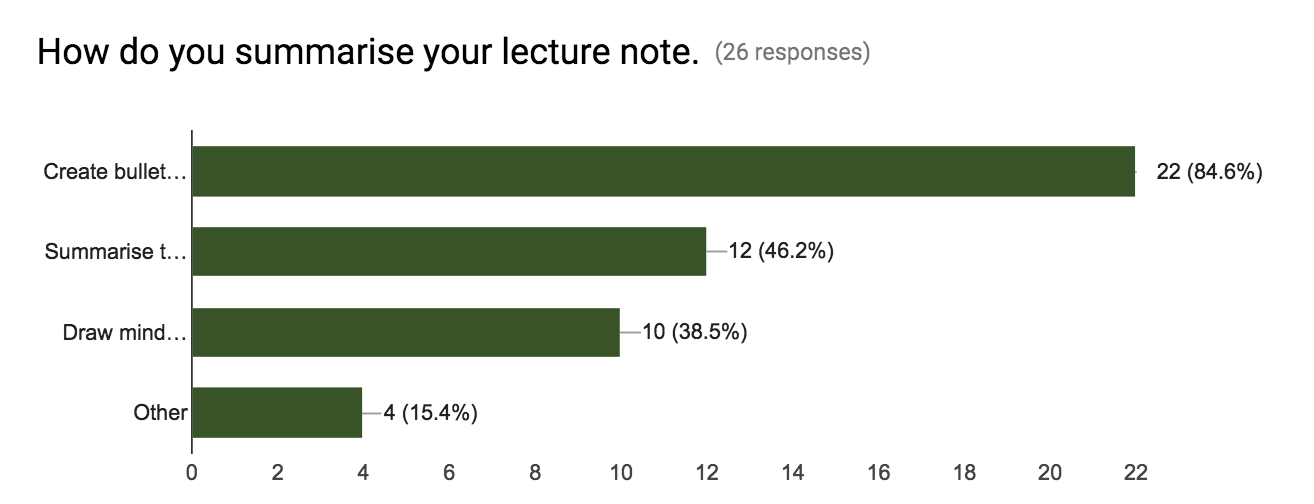 How do you summarise your lecture note. (26 responses)
Create bullet... 22 (84.6%)
Summarise t... 12 (46.2%)
Draw mind... 10 (38.5%)
Other 4 (15.4%)
0 2 4 6 8 10 12 14 16 18 20 22